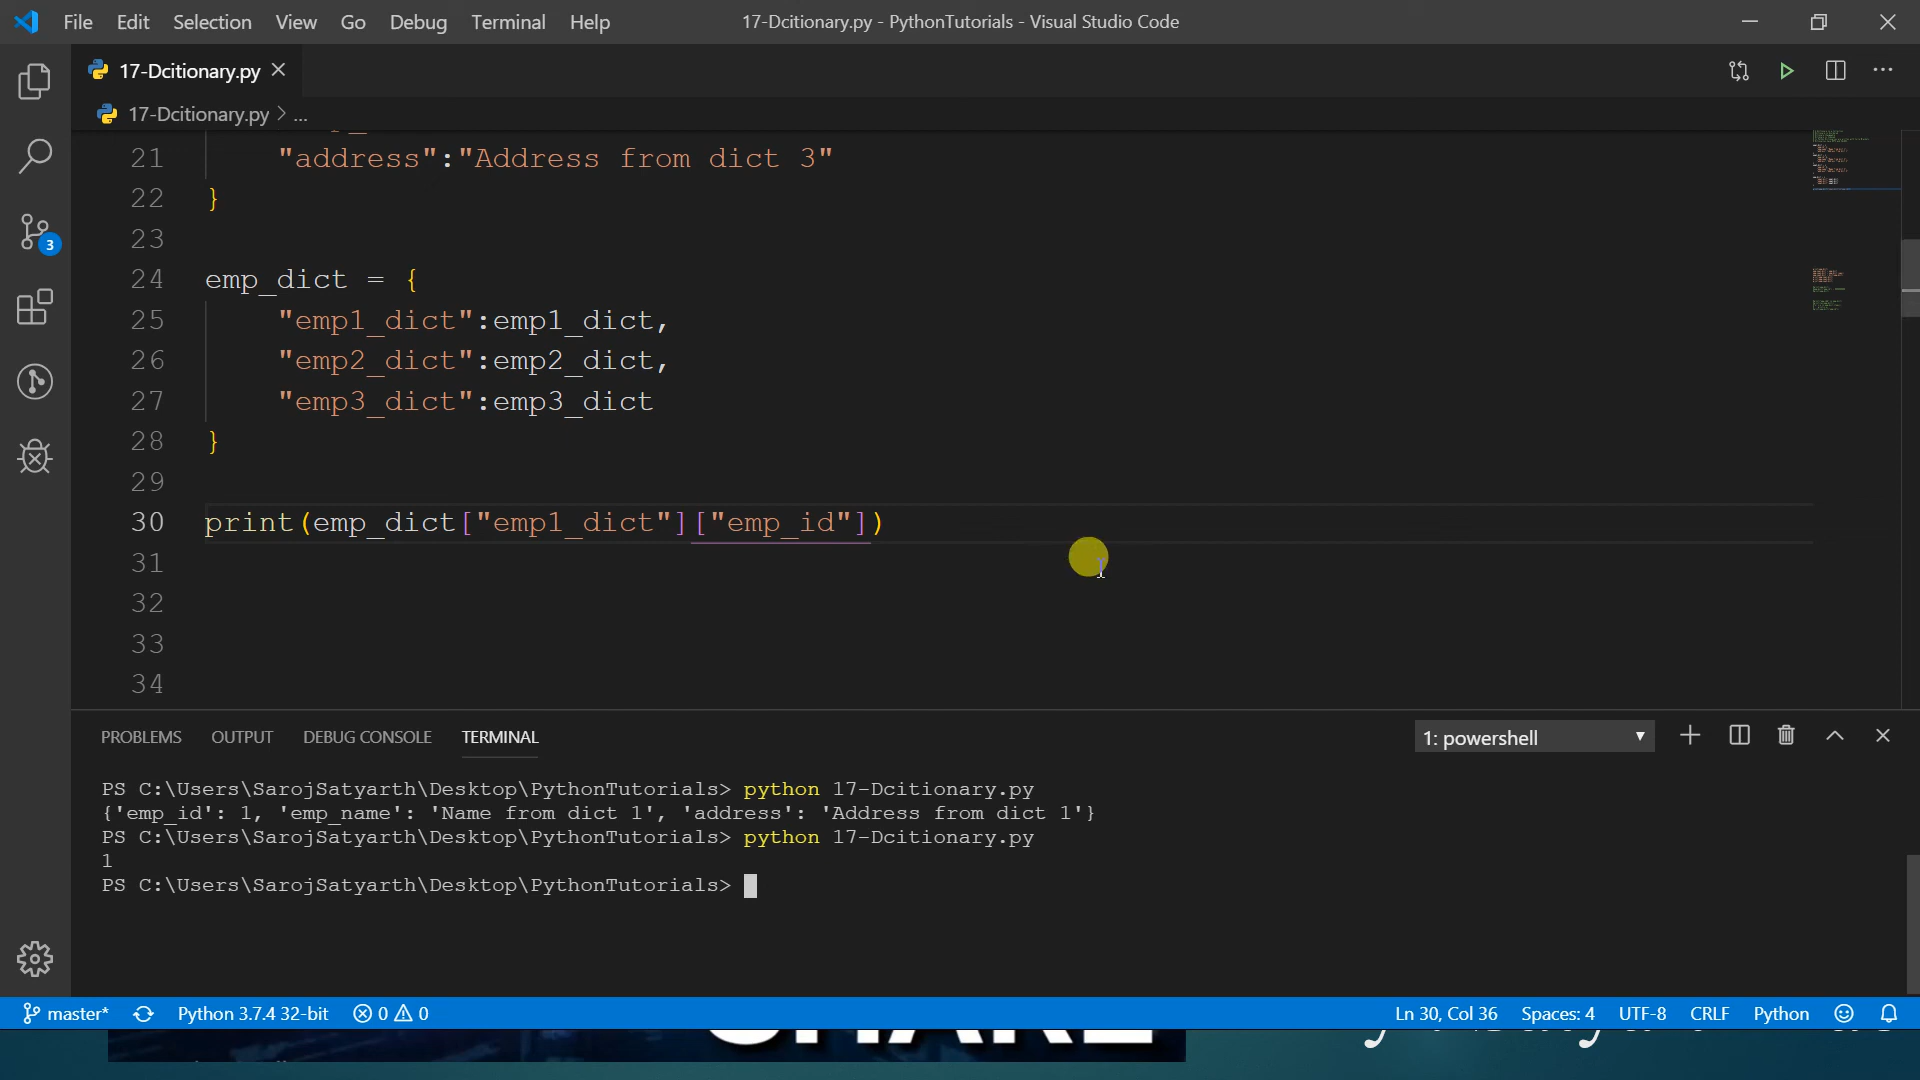 File Edit Selection View Go Debug Terminal Help 17-Dcitionary.py - PythonTutorials - Visual Studio Code
17-Dcitionary.py
17-Dcitionary.py > ...
21 "address":"Address from dict 3"
22 }
23
24 emp_dict = {
25 "emp1_dict":emp1_dict,
26 "emp2_dict":emp2_dict,
27 "emp3_dict":emp3_dict
28 }
29
30 print(emp_dict["emp1_dict"]["emp_id"])
31
32
33
34
3
PROBLEMS OUTPUT DEBUG CONSOLE TERMINAL 1: powershell
PS C:\Users\SarojSatyarth\Desktop\PythonTutorials> python 17-Dcitionary.py
{'emp_id': 1, 'emp_name': 'Name from dict 1', 'address': 'Address from dict 1'}
PS C:\Users\SarojSatyarth\Desktop\PythonTutorials> python 17-Dcitionary.py
1
PS C:\Users\SarojSatyarth\Desktop\PythonTutorials>
master* Python 3.7.4 32-bit 0 0 Ln 30, Col 36 Spaces: 4 UTF-8 CRLF Python